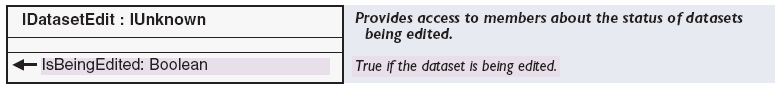 IDatasetEdit : IUnknown
Provides access to members about the status of datasets
being edited.
IsBeingEdited: Boolean
True if the dataset is being edited.